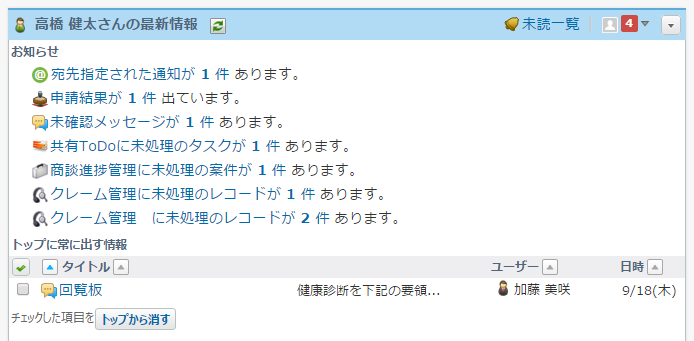 高橋 健太さんの最新情報 未読一覧 4
お知らせ
宛先指定された通知が 1 件 あります。
申請結果が 1 件 出ています。
未確認メッセージが 1 件 あります。
共有ToDoに未処理のタスクが 1 件 あります。
商談進捗管理に未処理の案件が 1 件 あります。
クレーム管理に未処理のレコードが 1 件 あります。
クレーム管理　に未処理のレコードが 2 件 あります。
トップに常に出す情報
タイトル ユーザー 日時
回覧板 健康診断を下記の要領... 加藤 美咲 9/18(木)
チェックした項目を トップから消す